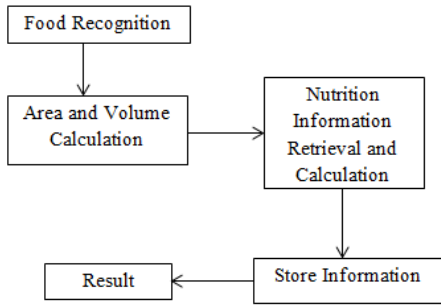 Food Recognition
Area and Volume
Calculation
Nutrition
Information
Retrieval and
Calculation
Store Information
Result